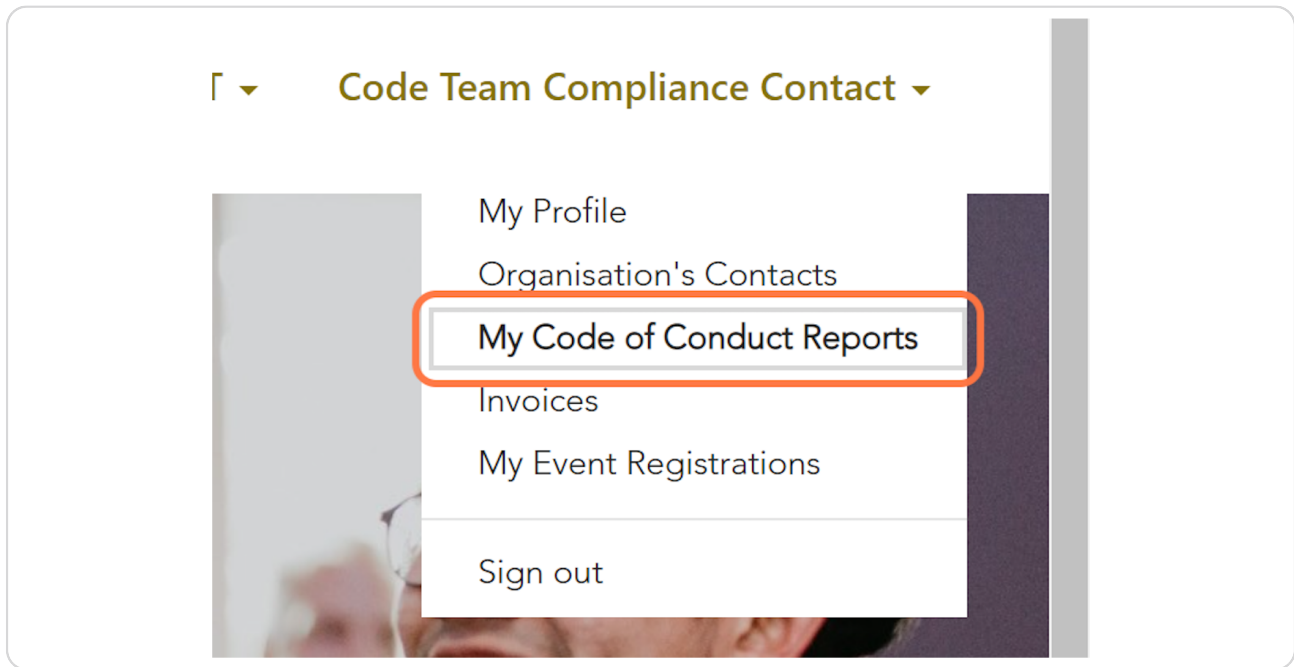 Code Team Compliance Contact
My Profile
Organisation's Contacts
My Code of Conduct Reports
Invoices
My Event Registrations
Sign out